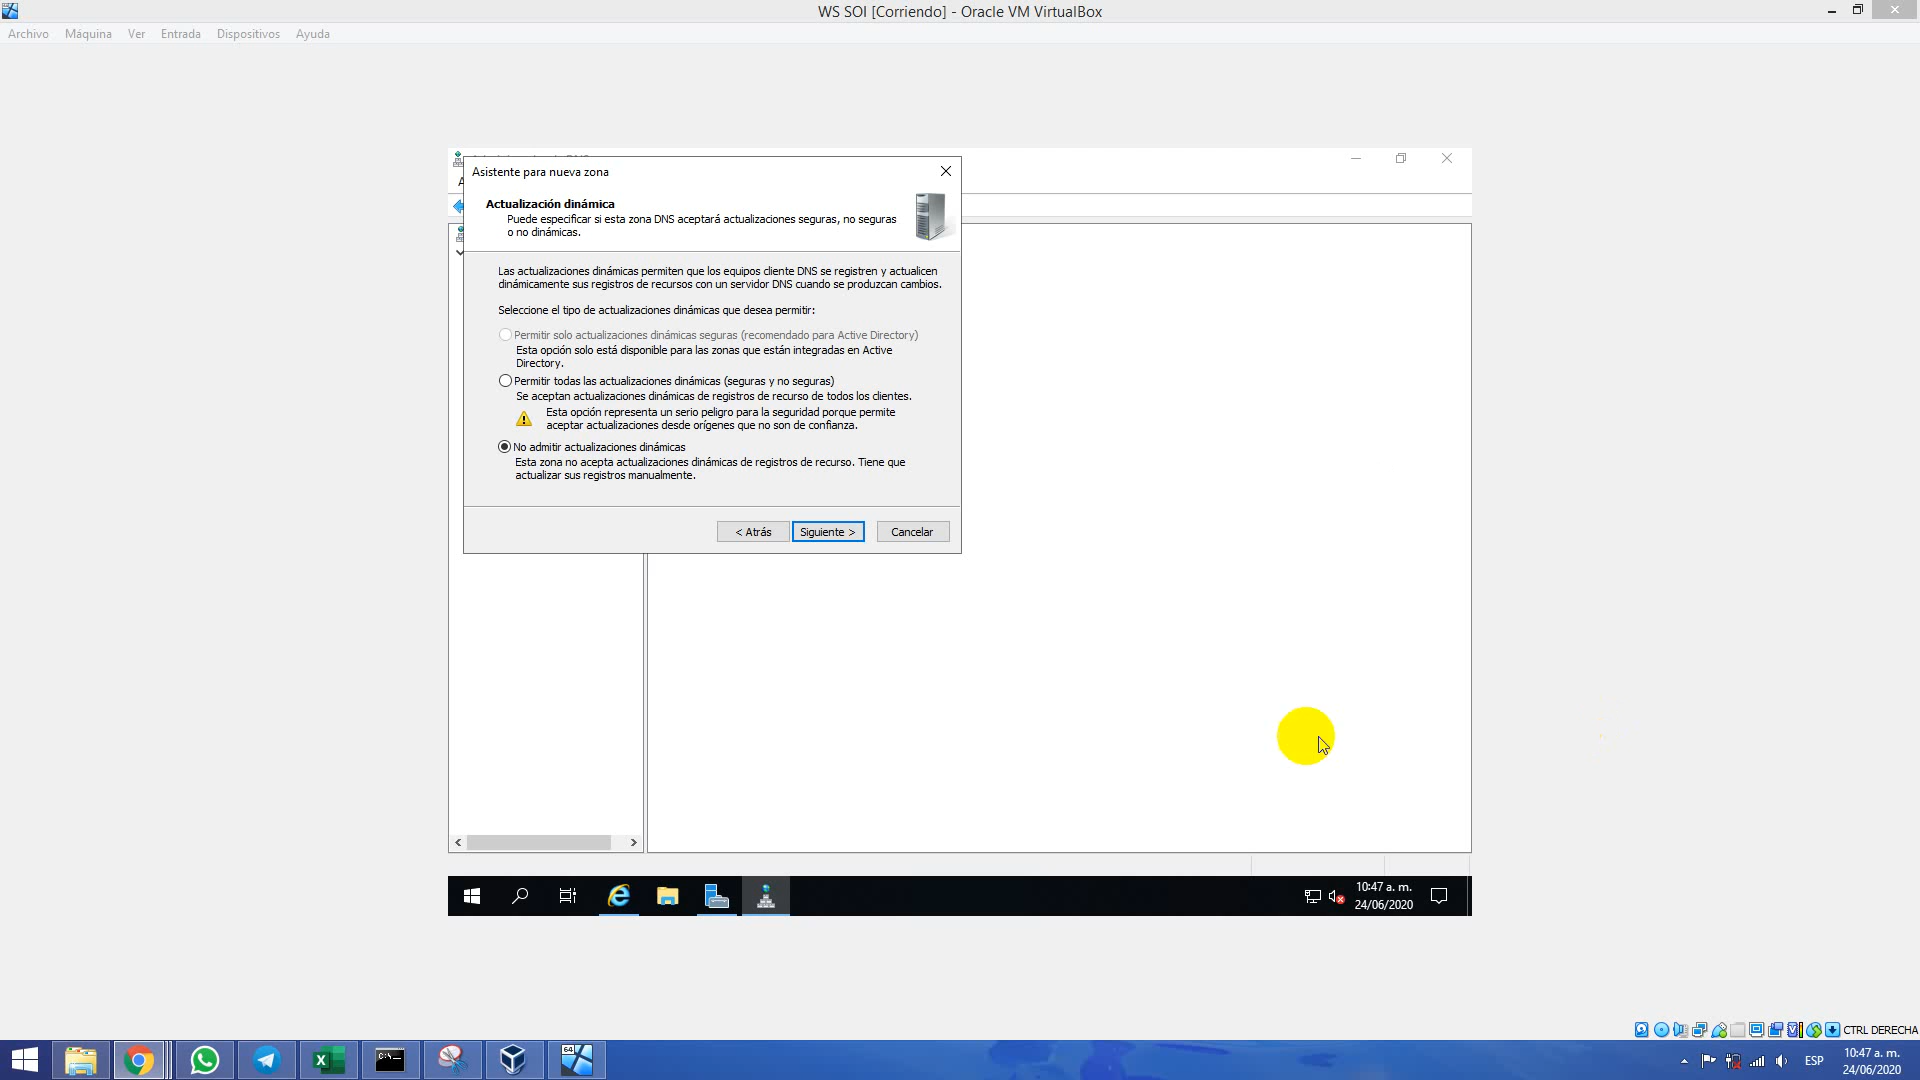 WS SOI [Corriendo] - Oracle VM VirtualBox
Archivo Máquina Ver Entrada Dispositivos Ayuda
Asistente para nueva zona
Actualización dinámica
Puede especificar si esta zona DNS aceptará actualizaciones seguras, no seguras
o no dinámicas.
Las actualizaciones dinámicas permiten que los equipos cliente DNS se registren y actualicen
dinámicamente sus registros de recursos con un servidor DNS cuando se produzcan cambios.
Seleccione el tipo de actualizaciones dinámicas que desea permitir:
Permitir solo actualizaciones dinámicas seguras (recomendado para Active Directory)
Esta opción solo está disponible para las zonas que están integradas en Active
Directory.
Permitir todas las actualizaciones dinámicas (seguras y no seguras)
Se aceptan actualizaciones dinámicas de registros de recurso de todos los clientes.
Esta opción representa un serio peligro para la seguridad porque permite
aceptar actualizaciones desde orígenes que no son de confianza.
No admitir actualizaciones dinámicas
Esta zona no acepta actualizaciones dinámicas de registros de recurso. Tiene que
actualizar sus registros manualmente.
< Atrás Siguiente > Cancelar
10:47 a. m.
24/06/2020
CTRL DERECHA
64
C:\
ESP
10:47 a. m.
24/06/2020